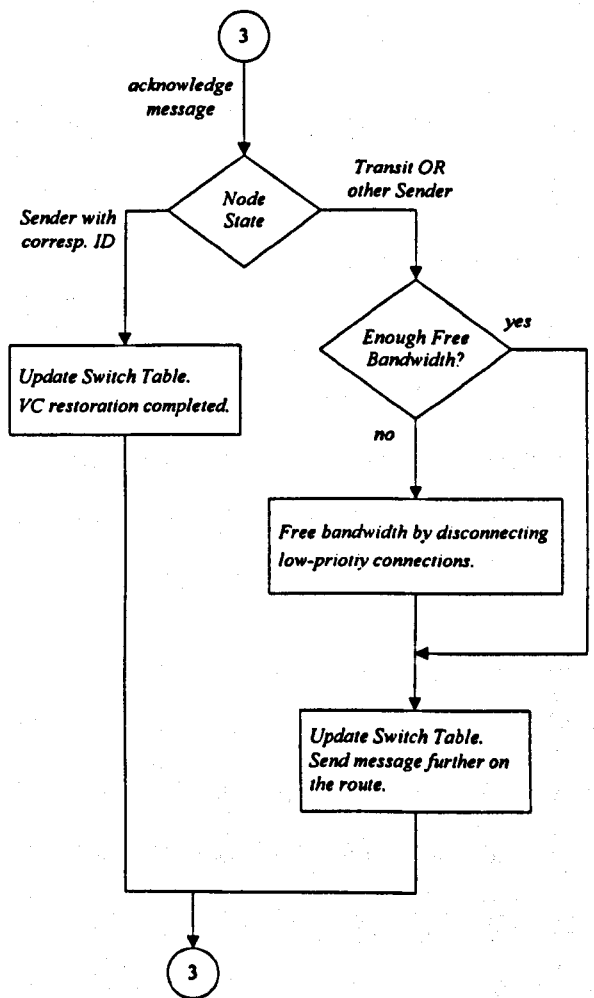 3
acknowledge
message
Node
State
Transit OR
other Sender
Sender with
corresp. ID
Enough Free
Bandwidth?
yes
Update Switch Table.
VC restoration completed.
no
Free bandwidth by disconnecting
low-priotiy connections.
Update Switch Table.
Send message further on
the route.
3